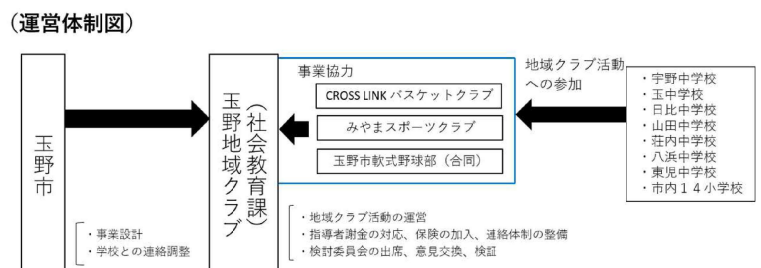 （運営体制図）
玉野市
・事業設計
・学校との連絡調整
玉野地域クラブ
（社会教育課）
事業協力
CROSS LINK バスケットクラブ
みやまスポーツクラブ
玉野市軟式野球部（合同）
・地域クラブ活動の運営
・指導者謝金の対応、保険の加入、連絡体制の整備
・検討委員会の出席、意見交換、検証
地域クラブ活動
への参加
・宇野中学校
・玉中学校
・日比中学校
・山田中学校
・荘内中学校
・八浜中学校
・東児中学校
・市内１４小学校